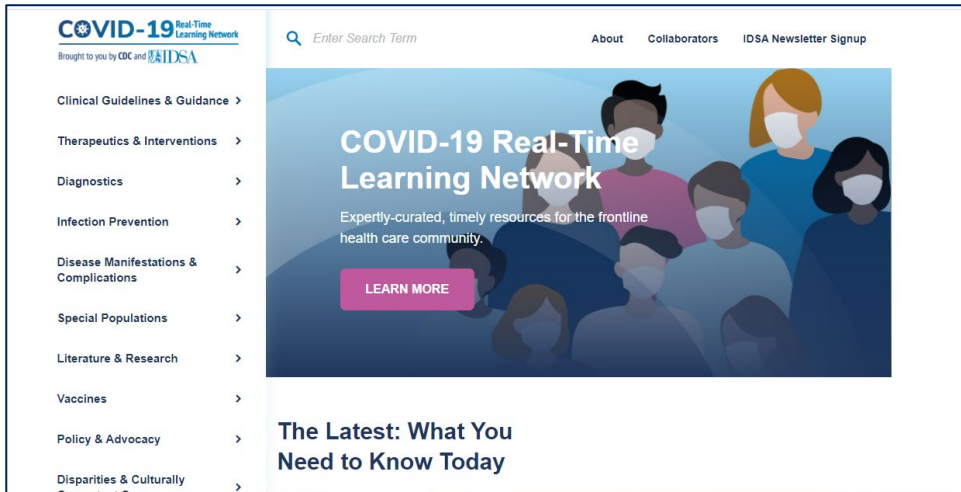 COVID-19 Real-Time
Learning Network
Brought to you by CDC and IDSA
Enter Search Term
About
Collaborators
IDSA Newsletter Signup
Clinical Guidelines & Guidance
Therapeutics & Interventions
Diagnostics
Infection Prevention
Disease Manifestations &
Complications
Special Populations
Literature & Research
Vaccines
Policy & Advocacy
Disparities & Culturally
COVID-19 Real-Time
Learning Network
Expertly-curated, timely resources for the frontline
health care community.
LEARN MORE
The Latest: What You
Need to Know Today